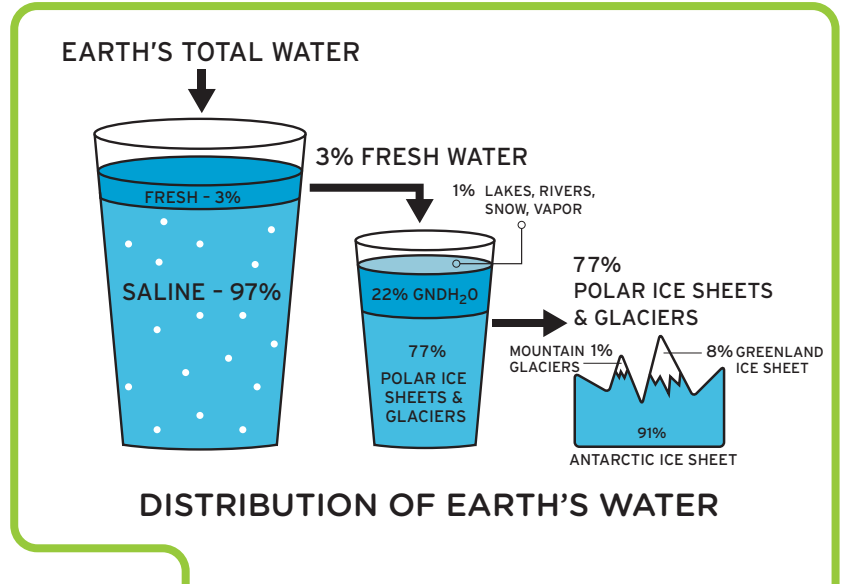 EARTH'S TOTAL WATER
FRESH - 3%
SALINE - 97%
3% FRESH WATER
1% LAKES, RIVERS,
SNOW, VAPOR
22% GNDH₂0
77%
POLAR ICE
SHEETS &
GLACIERS
77%
POLAR ICE SHEETS
& GLACIERS
MOUNTAIN 1%
GLACIERS
8% GREENLAND
ICE SHEET
91%
ANTARCTIC ICE SHEET
DISTRIBUTION OF EARTH'S WATER